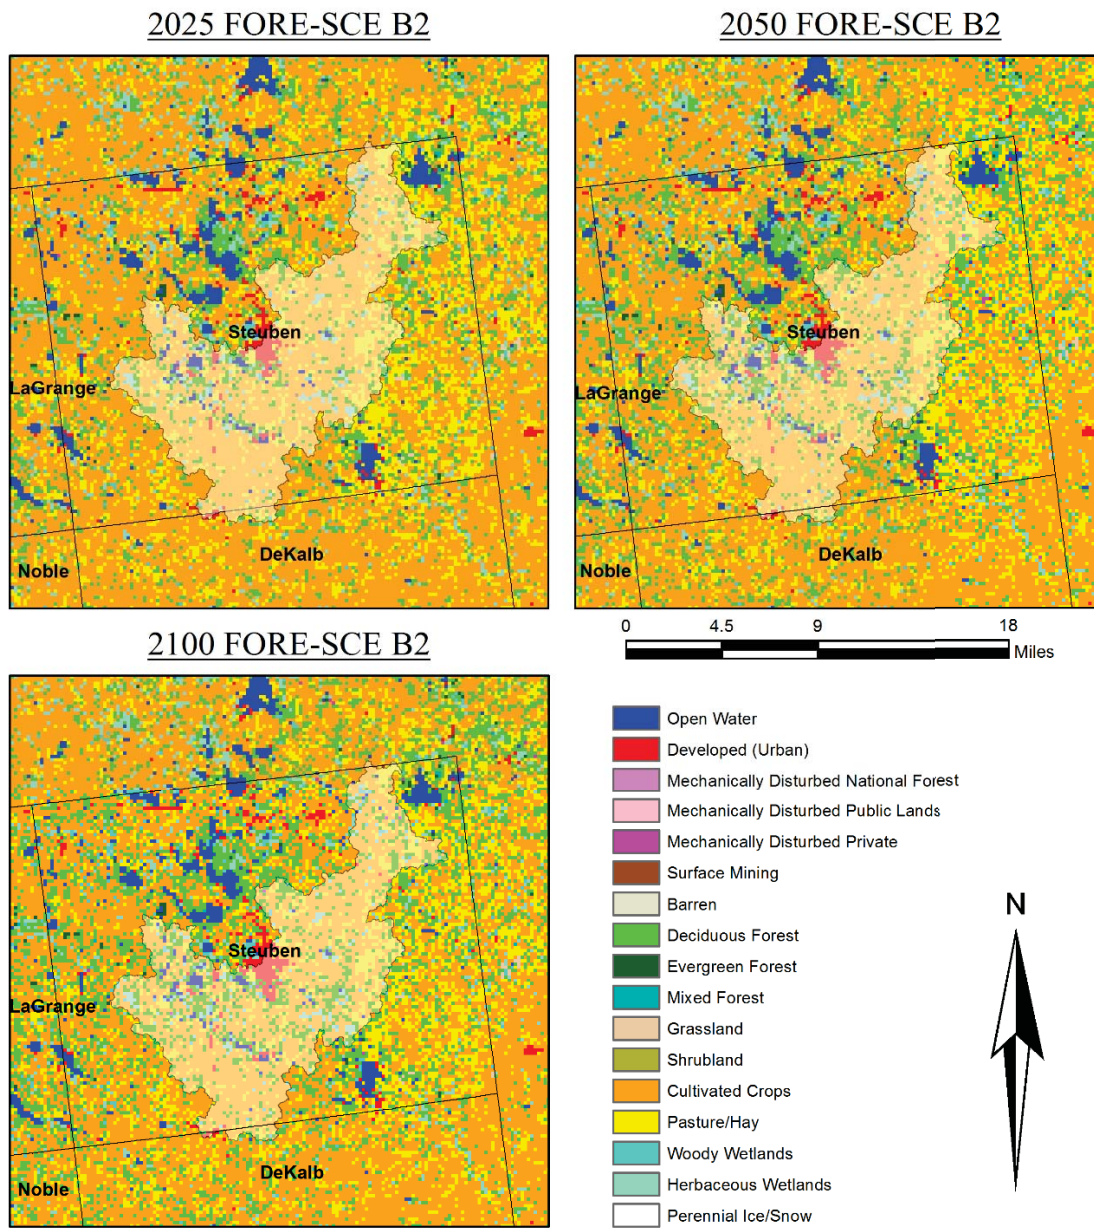 2025 FORE-SCE B2
2050 FORE-SCE B2
Steuben
LaGrange
DeKalb
Noble
Steuben
LaGrange
DeKalb
Noble
2100 FORE-SCE B2
0 4.5 9 18
Miles
Steuben
LaGrange
DeKalb
Noble
Open Water
Developed (Urban)
Mechanically Disturbed National Forest
Mechanically Disturbed Public Lands
Mechanically Disturbed Private
Surface Mining
Barren
Deciduous Forest
Evergreen Forest
Mixed Forest
Grassland
Shrubland
Cultivated Crops
Pasture/Hay
Woody Wetlands
Herbaceous Wetlands
Perennial Ice/Snow
N